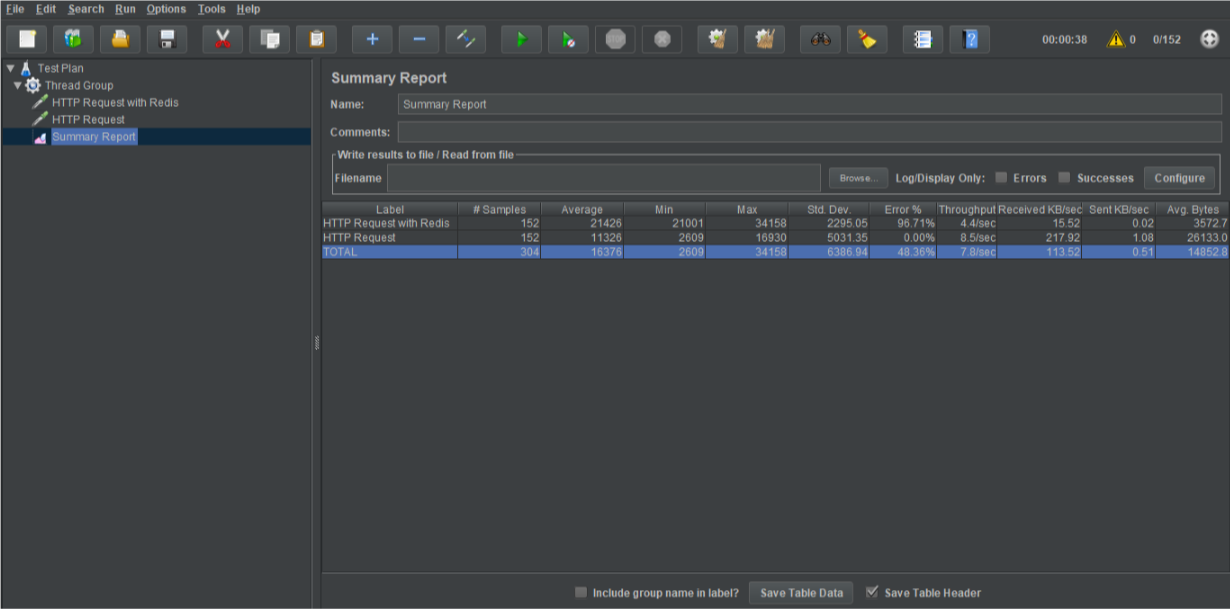 File Edit Search Run Options Tools Help
00:00:38 0 0/152
Test Plan
Thread Group
HTTP Request with Redis
HTTP Request
Summary Report
Summary Report
Name: Summary Report
Comments:
Write results to file / Read from file
Filename Browse... Log/Display Only: Errors Successes Configure
Label # Samples Average Min Max Std. Dev. Error % Throughput Received KB/sec Sent KB/sec Avg. Bytes
HTTP Request with Redis 152 21426 21001 34158 2295.05 96.71% 4.4/sec 15.52 0.02 3572.7
HTTP Request 152 11326 2609 16930 5031.35 0.00% 8.5/sec 217.92 1.08 26133.0
TOTAL 304 16376 2609 34158 6386.94 48.36% 7.8/sec 113.52 0.51 14852.8
Include group name in label? Save Table Data Save Table Header